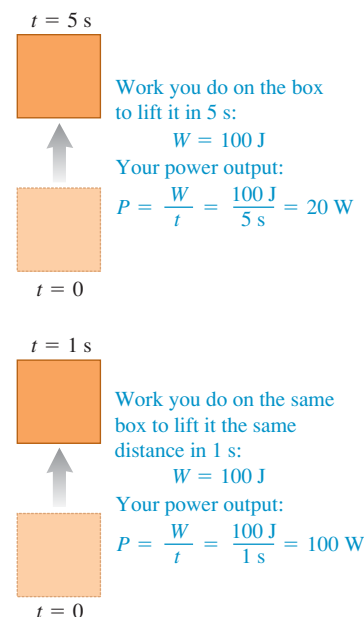 t = 5 s
Work you do on the box
to lift it in 5 s:
W = 100 J
Your power output:
P = W/t = 100 J/5 s = 20 W
t = 0
t = 1 s
Work you do on the same
box to lift it the same
distance in 1 s:
W = 100 J
Your power output:
P = W/t = 100 J/1 s = 100 W
t = 0